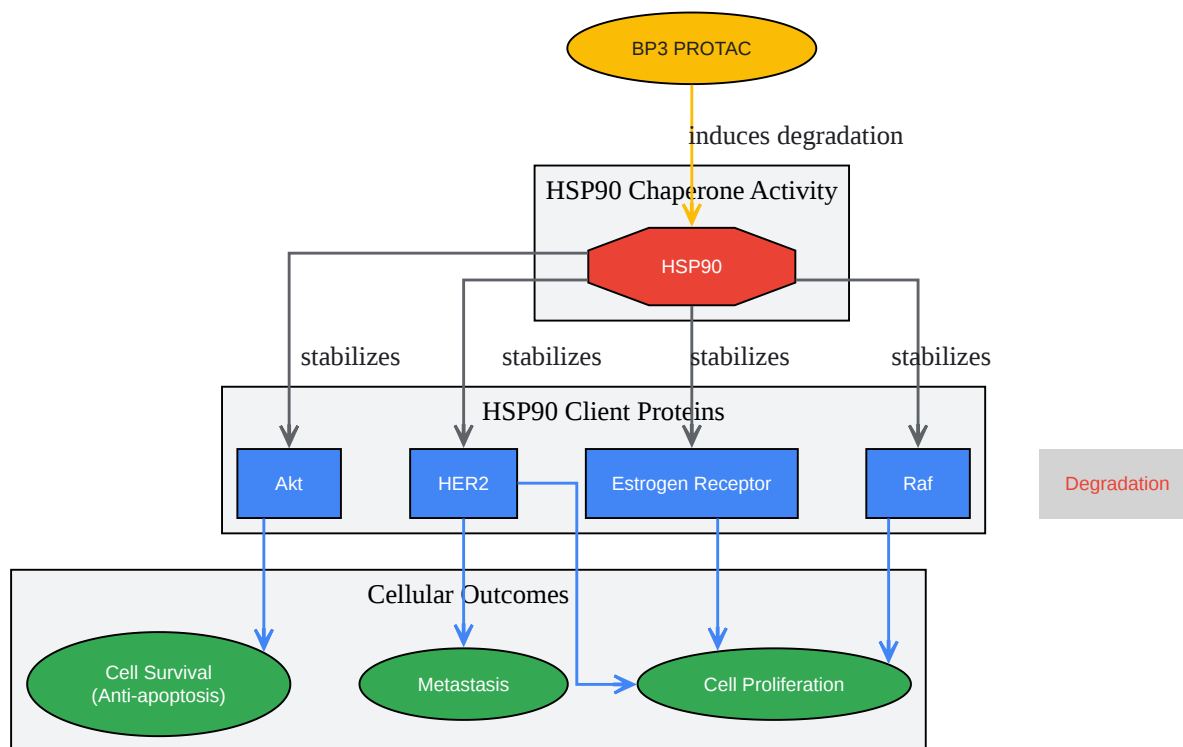 BP3 PROTAC
induces degradation
HSP90 Chaperone Activity
HSP90
stabilizes
stabilizes
stabilizes
stabilizes
HSP90 Client Proteins
Akt
HER2
Estrogen Receptor
Raf
Degradation
Cellular Outcomes
Cell Survival
(Anti-apoptosis)
Metastasis
Cell Proliferation